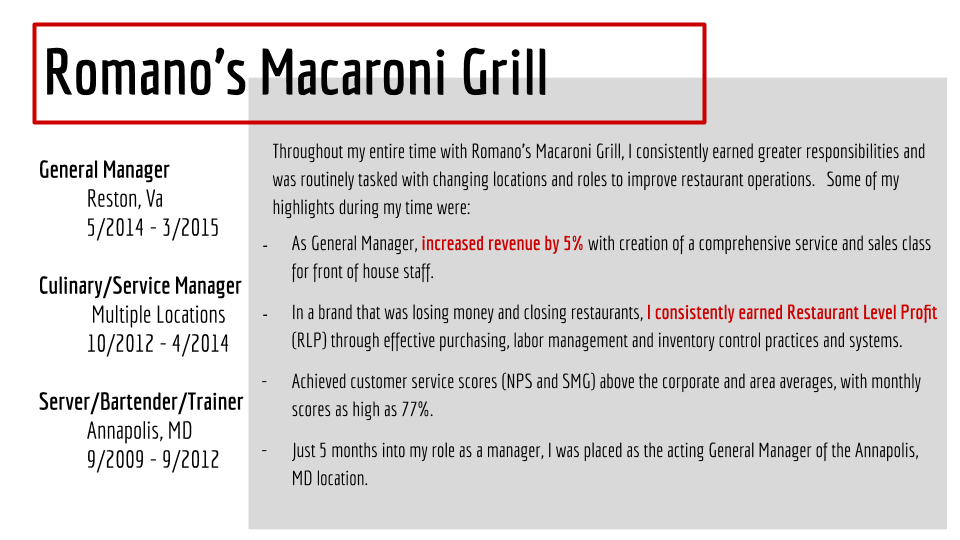 Romano's Macaroni Grill
General Manager
Reston, Va
5/2014 - 3/2015
Culinary/Service Manager
Multiple Locations
10/2012 - 4/2014
Server/Bartender/Trainer
Annapolis, MD
9/2009 - 9/2012
Throughout my entire time with Romano's Macaroni Grill, I consistently earned greater responsibilities and
was routinely tasked with changing locations and roles to improve restaurant operations.   Some of my
highlights during my time were:
- As General Manager, increased revenue by 5% with creation of a comprehensive service and sales class
for front of house staff.
- In a brand that was losing money and closing restaurants, I consistently earned Restaurant Level Profit
(RLP) through effective purchasing, labor management and inventory control practices and systems.
- Achieved customer service scores (NPS and SMG) above the corporate and area averages, with monthly
scores as high as 77%.
- Just 5 months into my role as a manager, I was placed as the acting General Manager of the Annapolis,
MD location.